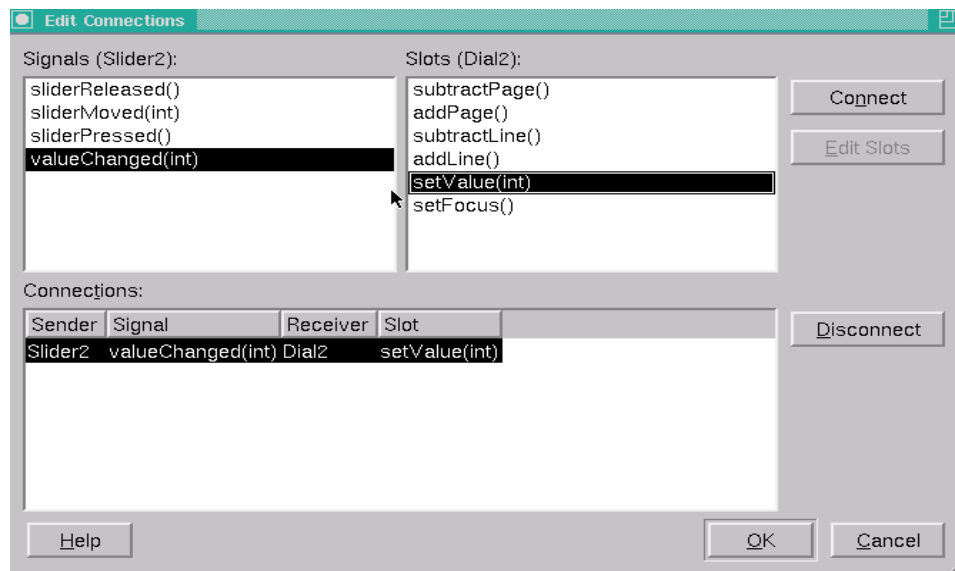 Edit Connections
Signals (Slider2):
sliderReleased()
sliderMoved(int)
sliderPressed()
valueChanged(int)
Slots (Dial2):
subtractPage()
addPage()
subtractLine()
addLine()
setValue(int)
setFocus()
Connect
Edit Slots
Connections:
Sender Signal Receiver Slot
Slider2 valueChanged(int) Dial2 setValue(int)
Disconnect
Help
OK
Cancel